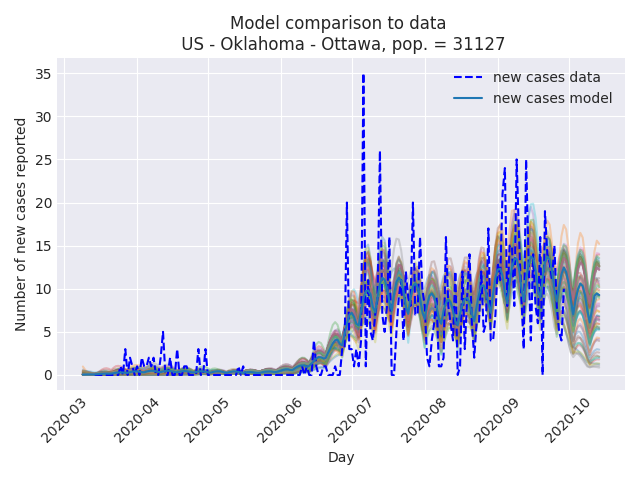 Model comparison to data
US - Oklahoma - Ottawa, pop. = 31127
new cases data
new cases model
Number of new cases reported
35
30
25
20
15
10
5
0
2020-03
2020-04
2020-05
2020-06
2020-07
2020-08
2020-09
2020-10
Day